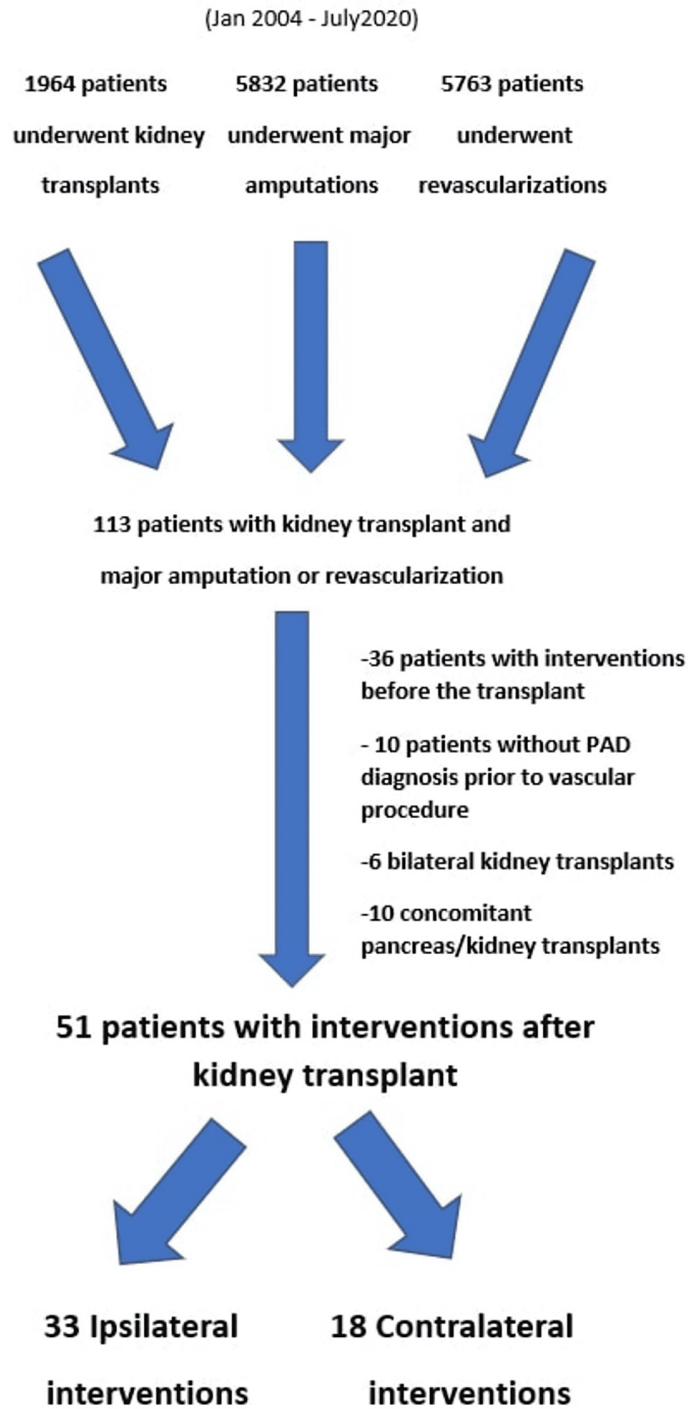 (Jan 2004 - July2020)
1964 patients
underwent kidney
transplants
5832 patients
underwent major
amputations
5763 patients
underwent
revascularizations
113 patients with kidney transplant and
major amputation or revascularization
-36 patients with interventions
before the transplant
- 10 patients without PAD
diagnosis prior to vascular
procedure
-6 bilateral kidney transplants
-10 concomitant
pancreas/kidney transplants
51 patients with interventions after
kidney transplant
33 Ipsilateral
interventions
18 Contralateral
interventions